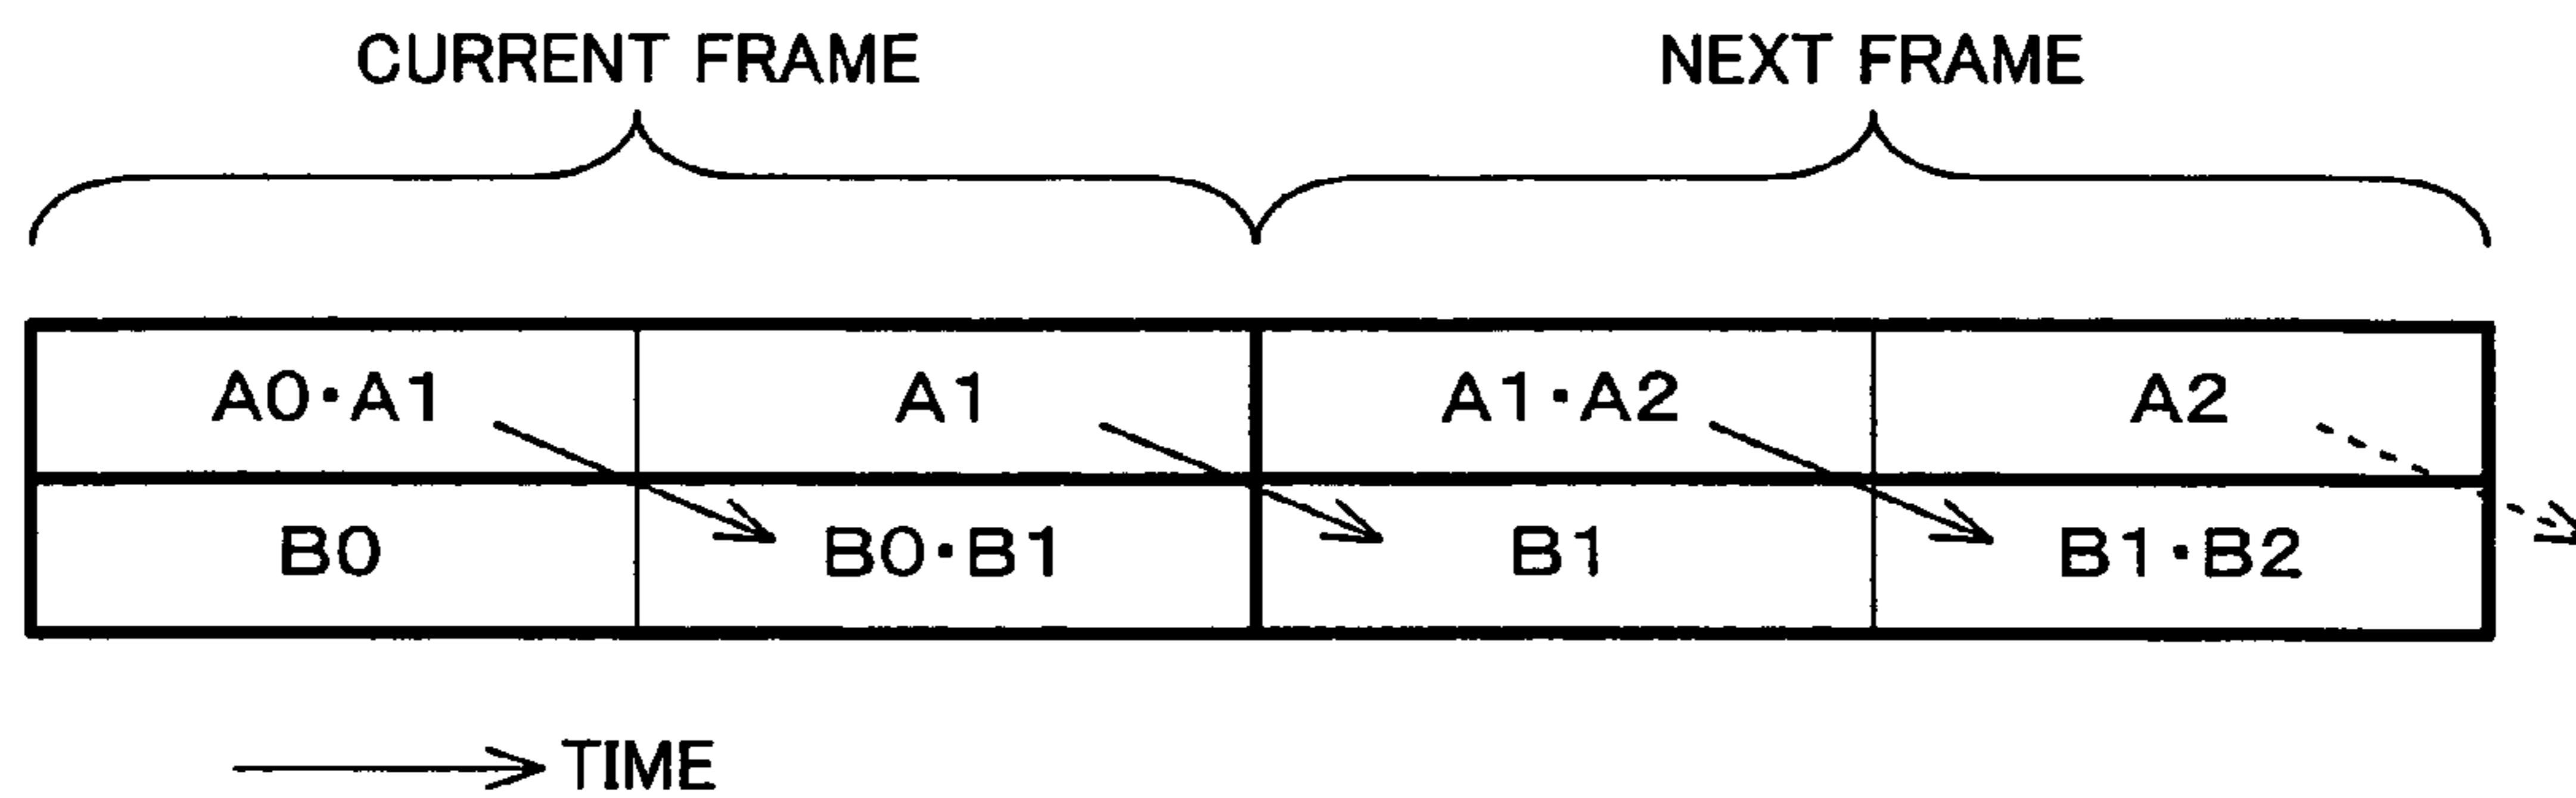 CURRENT FRAME NEXT FRAME
A0·A1 A1 A1·A2 A2
B0 B0·B1 B1 B1·B2
TIME